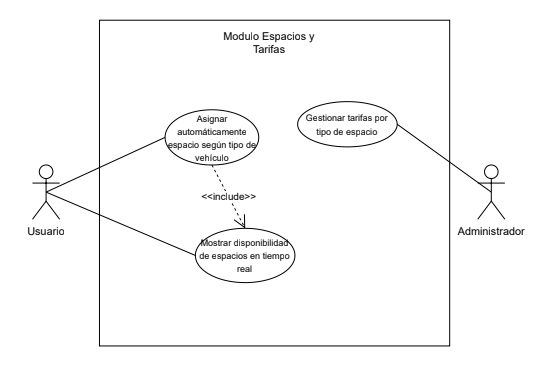 Modulo Espacios y
Tarifas
Asignar
automáticamente
espacio según tipo de
vehículo
Gestionar tarifas por
tipo de espacio
<<include>>
Usuario
Administrador
Mostrar disponibilidad
de espacios en tiempo
real